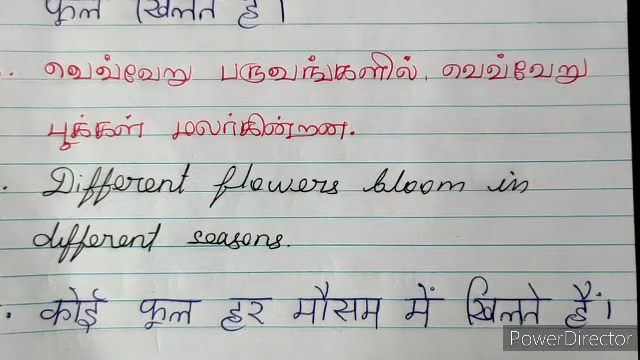 फूल खिलते हैं।
வெவ்வேறு பருவங்களில், வெவ்வேறு
பூக்கள் மலர்கின்றன.
Different flowers bloom in
different seasons.
कोई फूल हर मौसम में खिलते हैं।
PowerDirector